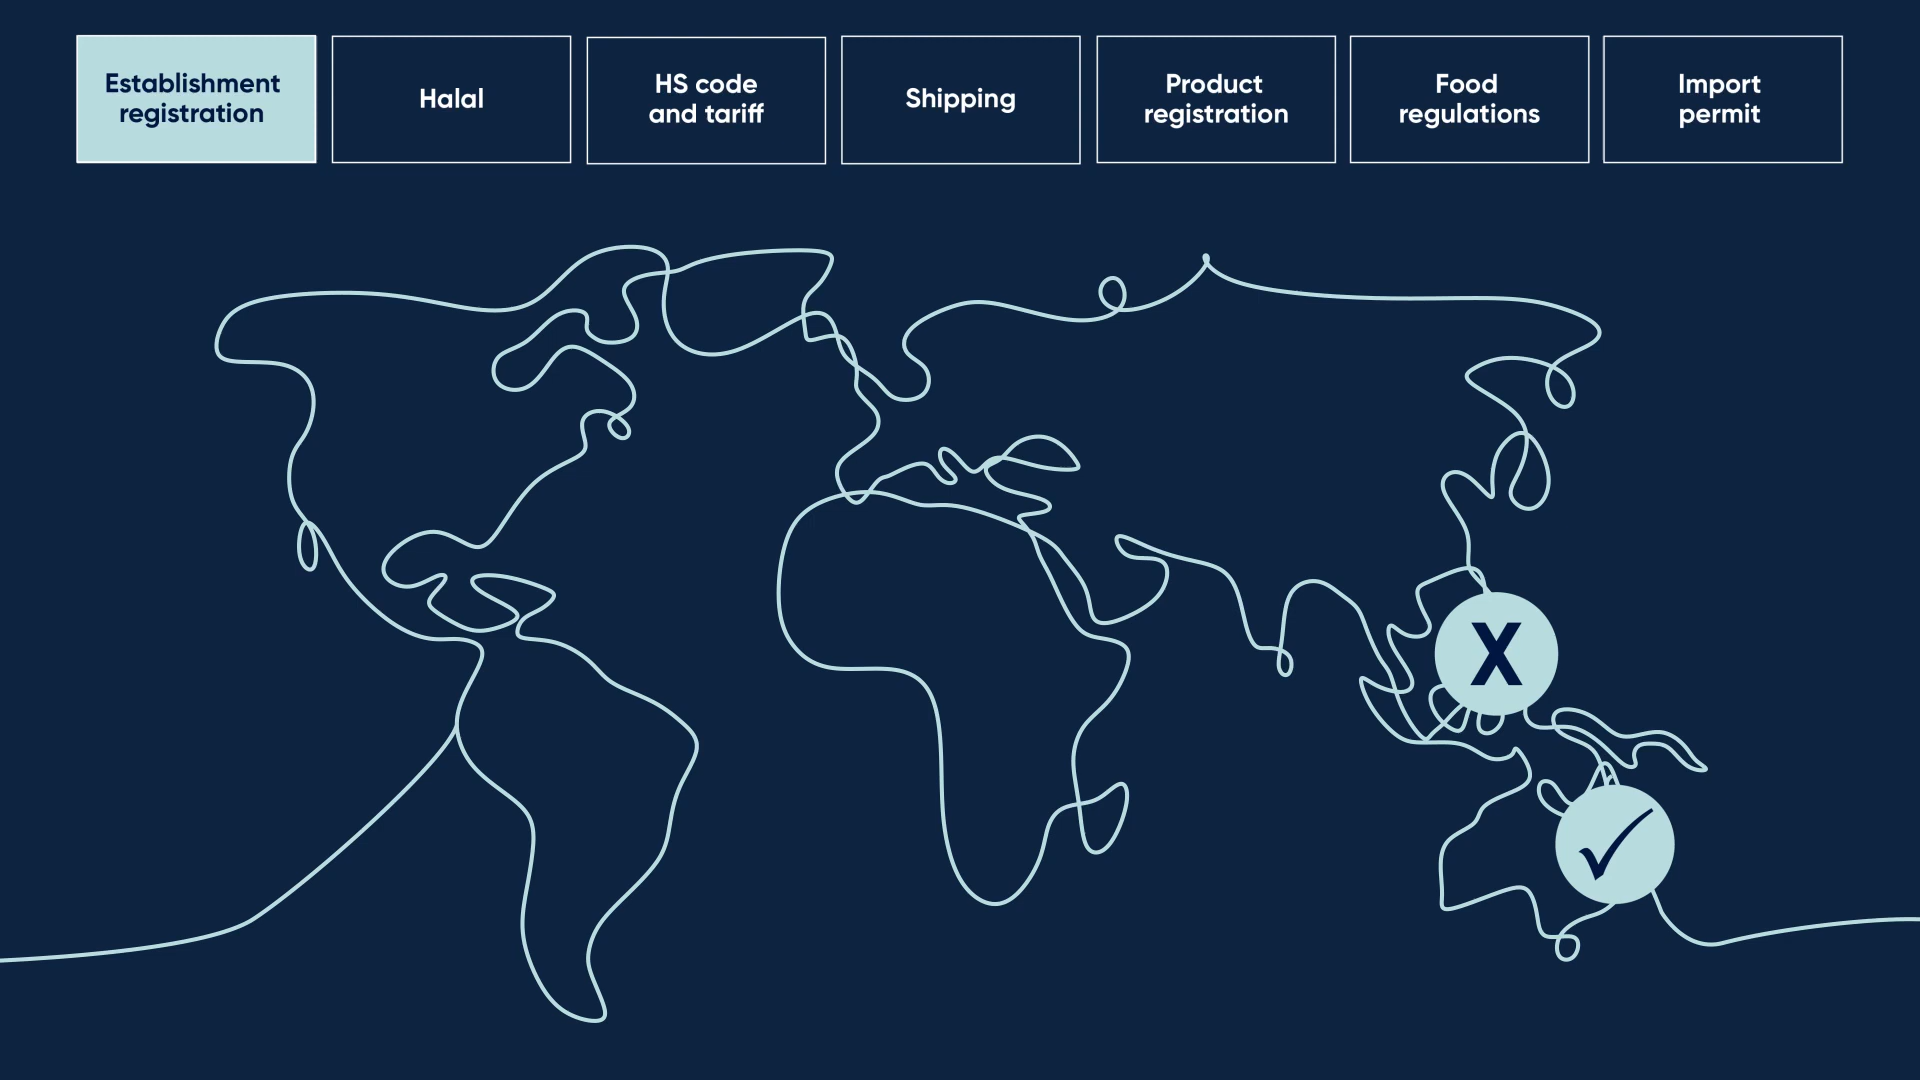 Establishment
registration
Halal
HS code
and tariff
Shipping
Product
registration
Food
regulations
Import
permit
X
✓